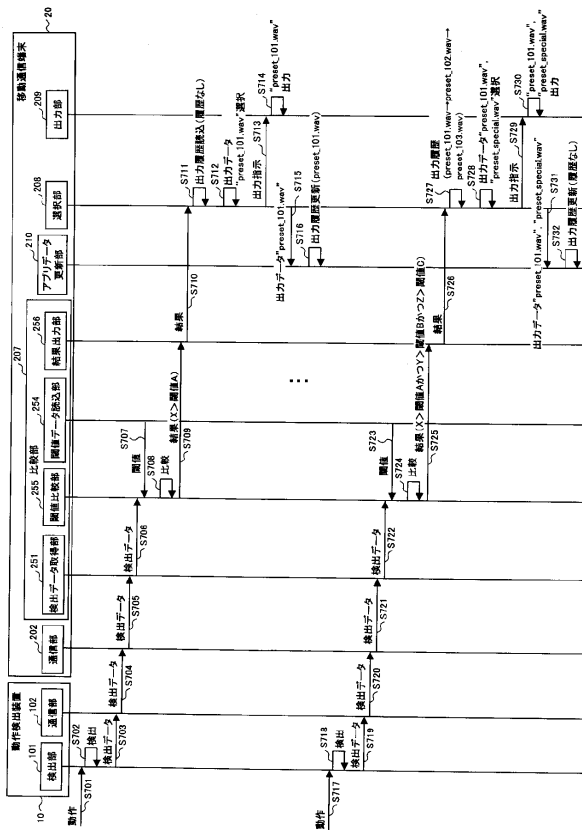 動作検出装置
10
検出部
101
通信部
102
移動通信端末
20
通信部
202
比較部
207
検出データ取得部
251
閾値比較部
255
閾値データ読込部
254
結果出力部
256
アプリデータ
更新部
210
選択部
208
出力部
209
動作
S701
S702
検出
検出データ
S703
検出データ
S704
検出データ
S705
検出データ
S706
S707
閾値
S708
比較
結果(X>閾値A)
S709
結果
S710
S711
出力履歴読込(履歴なし)
S712
出力データ
"preset_101.wav"選択
出力指示
S713
S714
"preset_101.wav"
出力
出力データ"preset_101.wav"
S715
S716
出力履歴更新(preset_101.wav)
...
動作
S717
S718
検出
検出データ
S719
検出データ
S720
検出データ
S721
検出データ
S722
S723
閾値
S724
比較
結果(X>閾値AかつY>閾値BかつZ>閾値C)
S725
結果
S726
S727
出力履歴
(preset_101.wav→preset_102.wav→
preset_103.wav)
S728
出力データ"preset_101.wav",
"preset_special.wav"選択
出力指示
S729
S730
"preset_101.wav",
"preset_special.wav"
出力
出力データ"preset_101.wav", "preset_special.wav"
S731
S732
出力履歴更新(履歴なし)